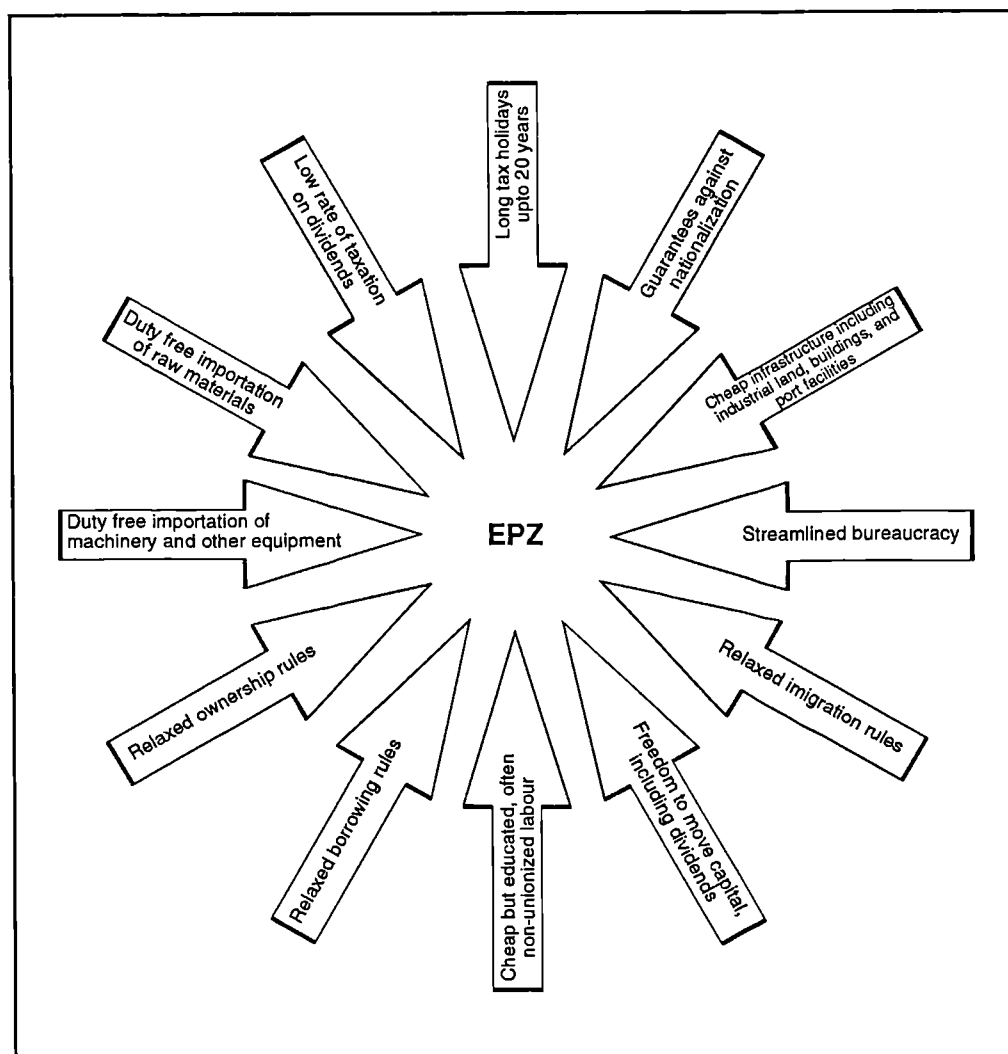 Long tax holidays
upto 20 years
Guarantees against
nationalization
Cheap infrastructure including
industrial land, buildings, and
port facilities
Streamlined bureaucracy
Relaxed imigration rules
Freedom to move capital,
including dividends
Cheap but educated, often
non-unionized labour
Relaxed borrowing rules
Relaxed ownership rules
Duty free importation of
machinery and other equipment
Duty free importation
of raw materials
Low rate of taxation
on dividends
EPZ